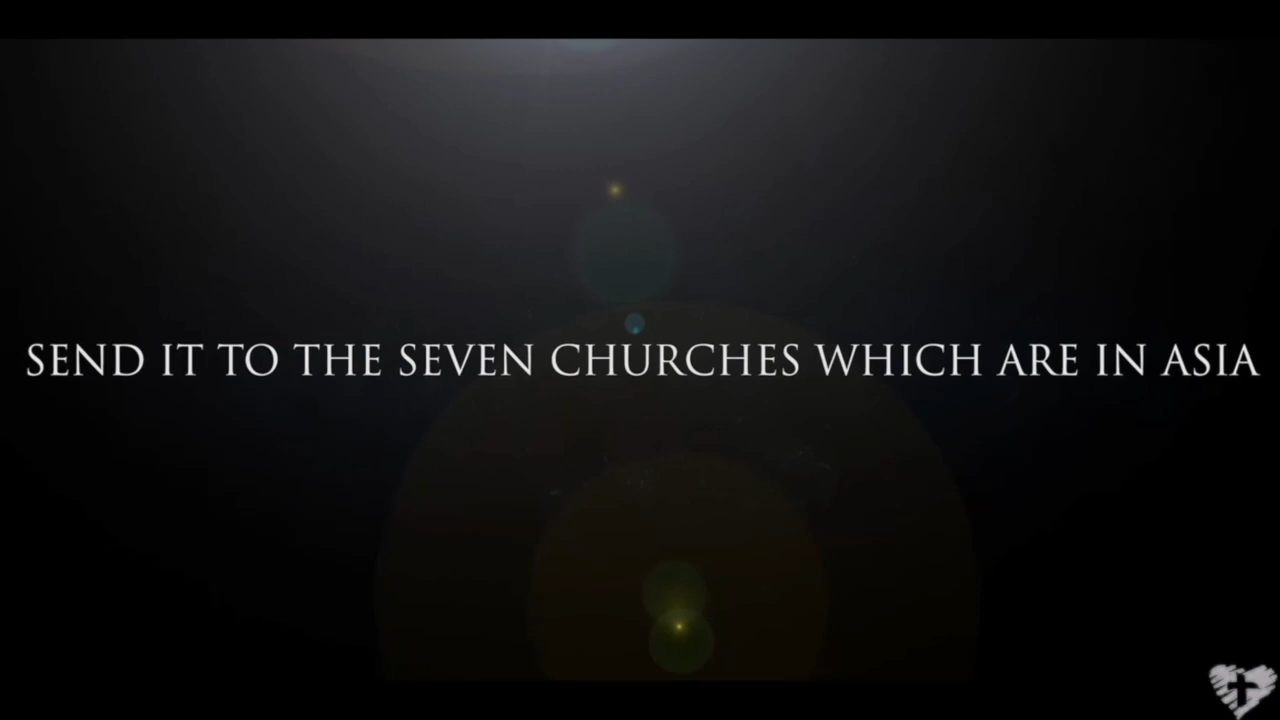 SEND IT TO THE SEVEN CHURCHES WHICH ARE IN ASIA